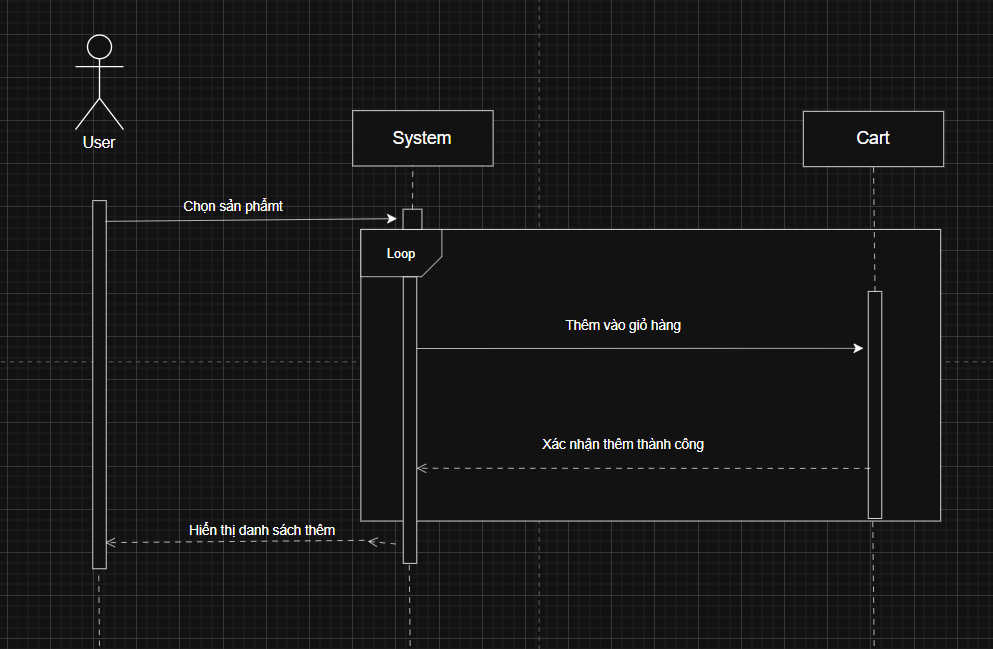 User
System
Cart
Chọn sản phẩmt
Loop
Thêm vào giỏ hàng
Xác nhận thêm thành công
Hiển thị danh sách thêm